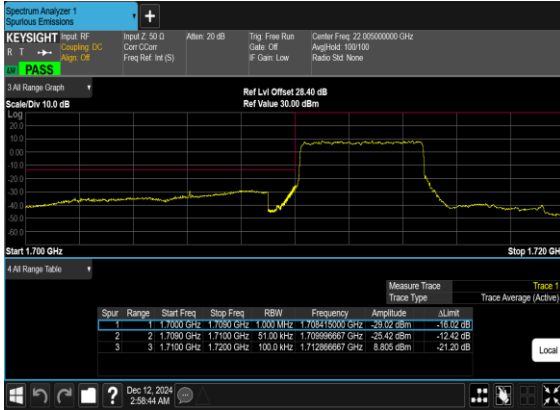 Spectrum Analyzer 1
Spurious Emissions
+
KEYSIGHT Input: RF Input Z: 50 Ω Atten: 20 dB Trig: Free Run Center Freq: 22.005000000 GHz
R T Coupling: DC Corr CCorr Gate: Off Avg|Hold: 100/100
Align: Off Freq Ref: Int (S) IF Gain: Low Radio Std: None
PASS
3 All Range Graph Ref Lvl Offset 28.40 dB
Scale/Div 10.0 dB Ref Value 30.00 dBm
Log
20.0
10.0
0.00
-10.0
-20.0
-30.0
-40.0
-50.0
-60.0
Start 1.700 GHz Stop 1.720 GH
4 All Range Table
Measure Trace Trace 1
Trace Type Trace Average (Active)
Spur Range Start Freq Stop Freq RBW Frequency Amplitude ΔLimit
1 1 1.7000 GHz 1.7090 GHz 1.000 MHz 1.708415000 GHz -29.02 dBm -16.02 dB
2 2 1.7090 GHz 1.7100 GHz 51.00 kHz 1.709996667 GHz -25.42 dBm -12.42 dB
3 3 1.7100 GHz 1.7200 GHz 100.0 kHz 1.712866667 GHz 8.805 dBm -21.20 dB
Local
? Dec 12, 2024
2:58:44 AM